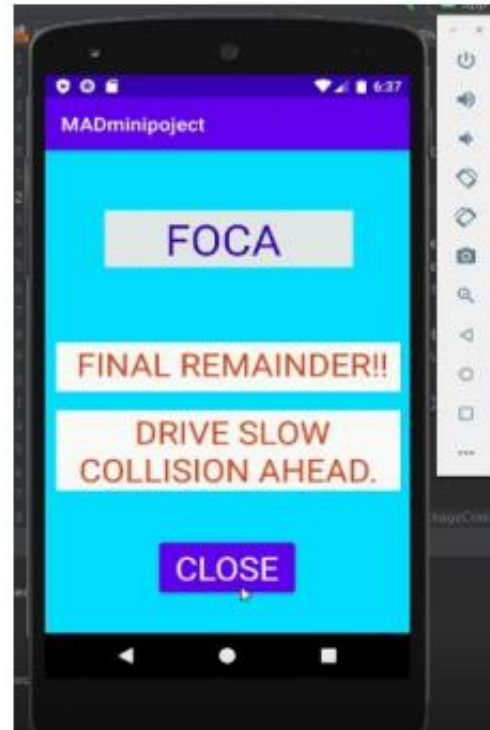 6:37
MADminipoject
FOCA
FINAL REMAINDER!!
DRIVE SLOW
COLLISION AHEAD.
CLOSE